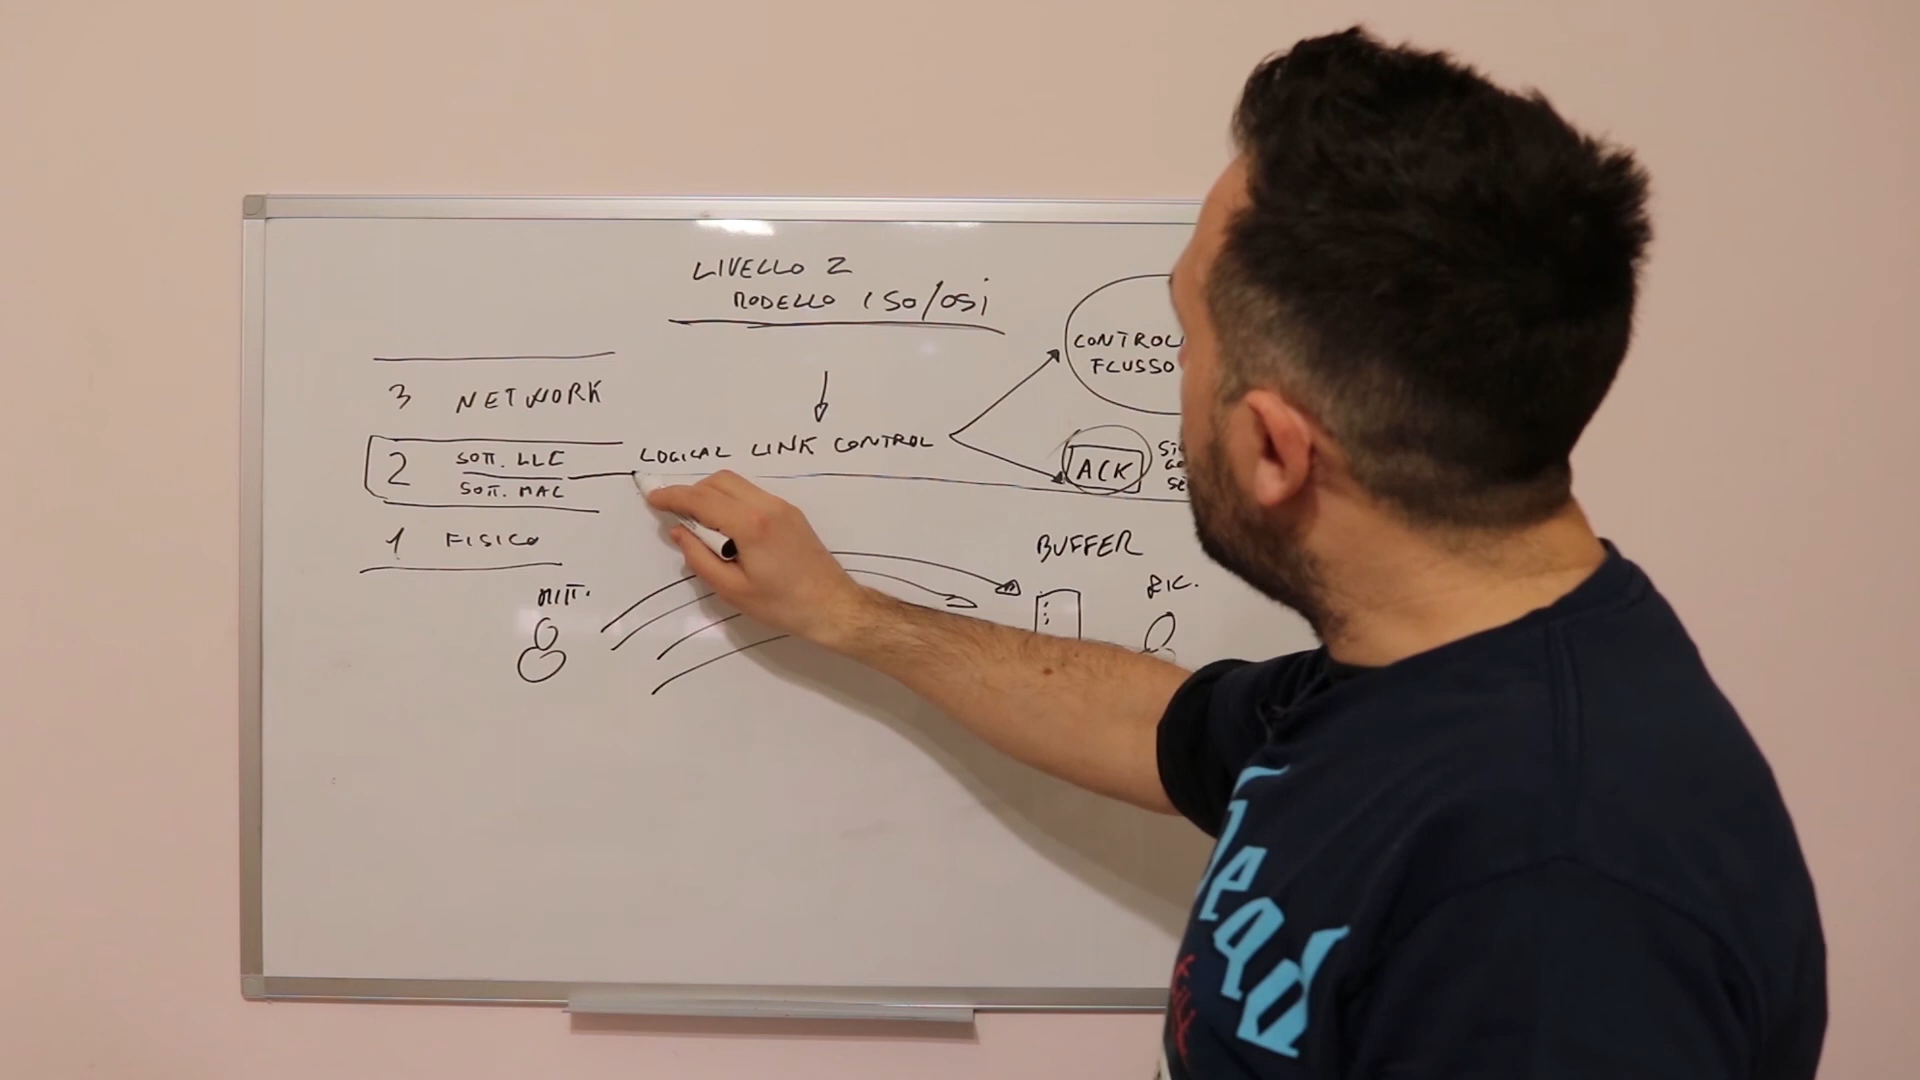 LIVELLO 2
MODELLO ISO/OSI
3 NETWORK
2 SOTT. LLC
SOTT. MAC
1 FISICO
LOGICAL LINK CONTROL
CONTROL
FLUSSO
ACK
MITT.
BUFFER
RIC.